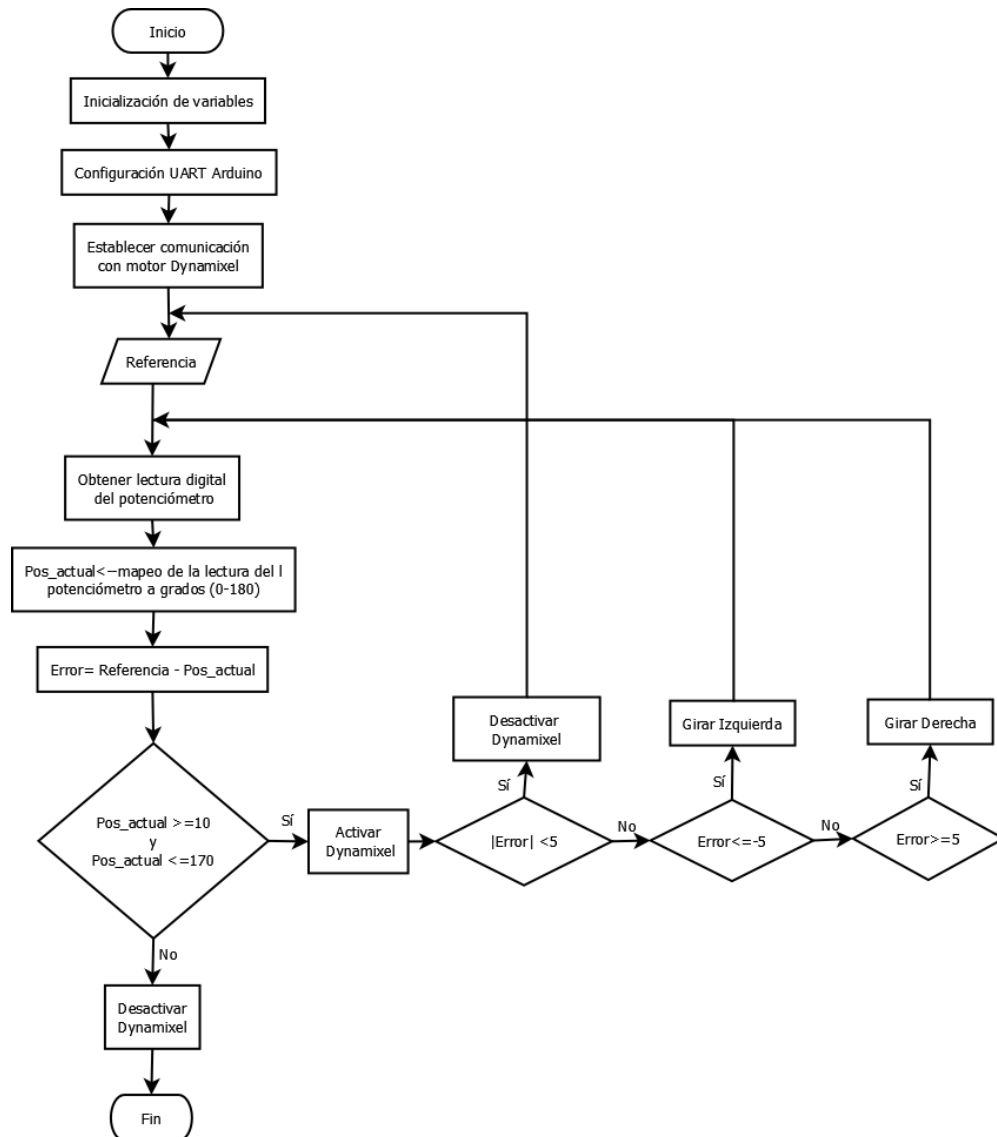 Inicio
Inicialización de variables
Configuración UART Arduino
Establecer comunicación
con motor Dynamixel
Referencia
Obtener lectura digital
del potenciómetro
Pos_actual<--mapeo de la lectura del l
potenciómetro a grados (0-180)
Error= Referencia - Pos_actual
Pos_actual >=10
y
Pos_actual <=170
Sí
Activar
Dynamixel
|Error| <5
Sí
Desactivar
Dynamixel
No
Error<=-5
Sí
Girar Izquierda
No
Error>=5
Sí
Girar Derecha
No
Desactivar
Dynamixel
Fin